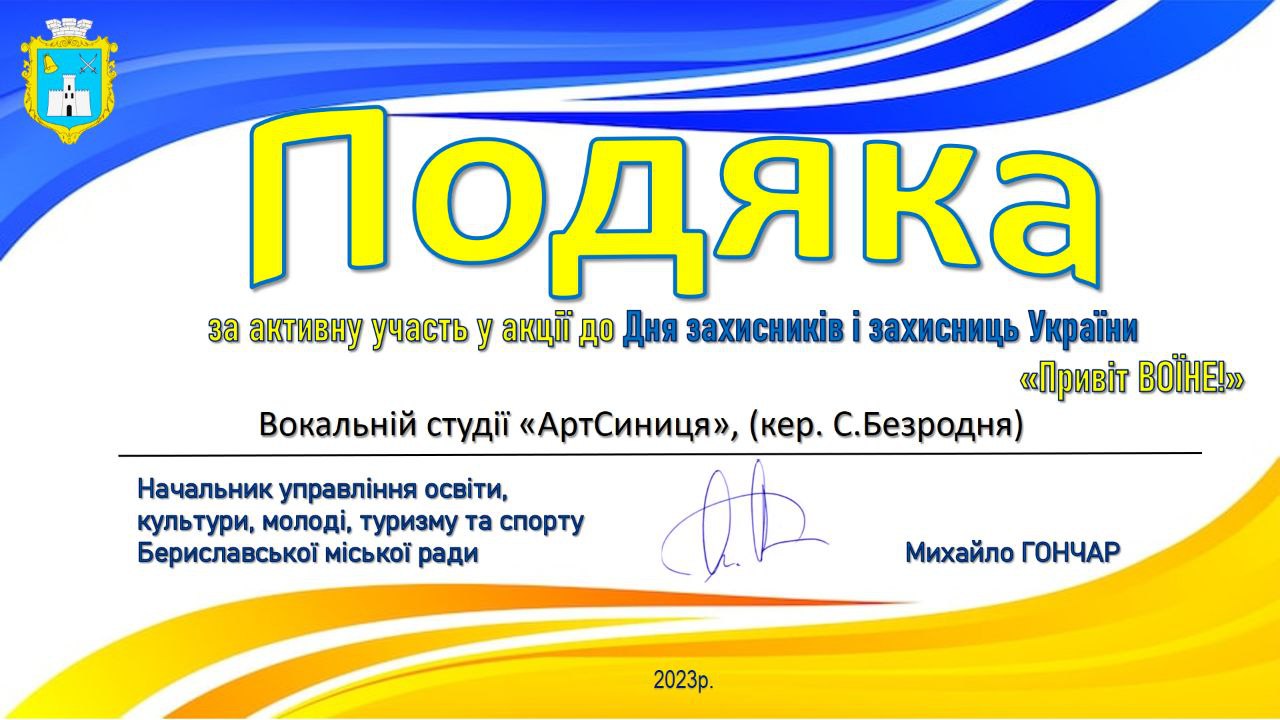 Подяка
за активну участь у акції до Дня захисників і захисниць України
«Привіт ВОЇНЕ!»
Вокальній студії «АртСиниця», (кер. С.Безродня)
Начальник управління освіти,
культури, молоді, туризму та спорту
Бериславської міської ради
Михайло ГОНЧАР
2023р.